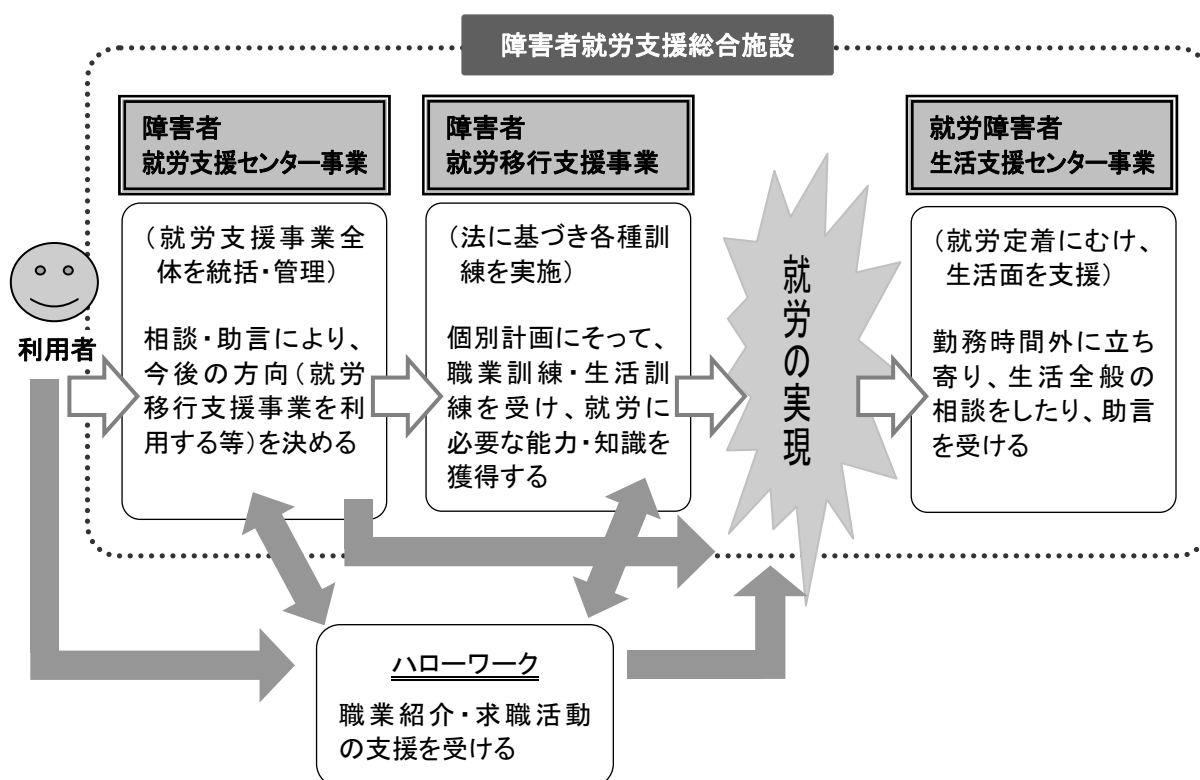 障害者就労支援総合施設
障害者
就労支援センター事業
(就労支援事業全
体を統括・管理)
相談・助言により、
今後の方向(就労
移行支援事業を利
用する等)を決める
障害者
就労移行支援事業
(法に基づき各種訓
練を実施)
個別計画にそって、
職業訓練・生活訓
練を受け、就労に
必要な能力・知識を
獲得する
就労の実現
就労障害者
生活支援センター事業
(就労定着にむけ、
生活面を支援)
勤務時間外に立ち
寄り、生活全般の
相談をしたり、助言
を受ける
利用者
ハローワーク
職業紹介・求職活動
の支援を受ける